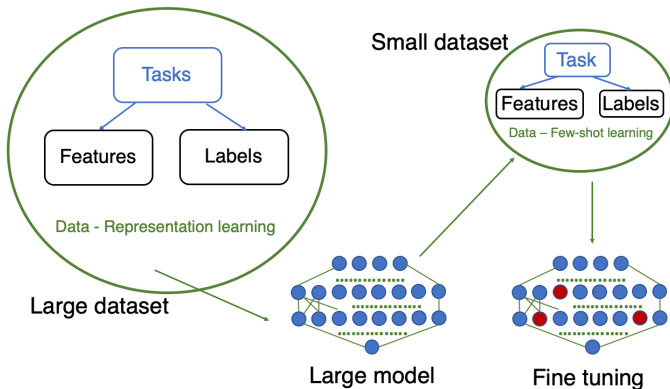 Tasks
Features
Labels
Data - Representation learning
Large dataset
Small dataset
Task
Features
Labels
Data – Few-shot learning
Large model
Fine tuning